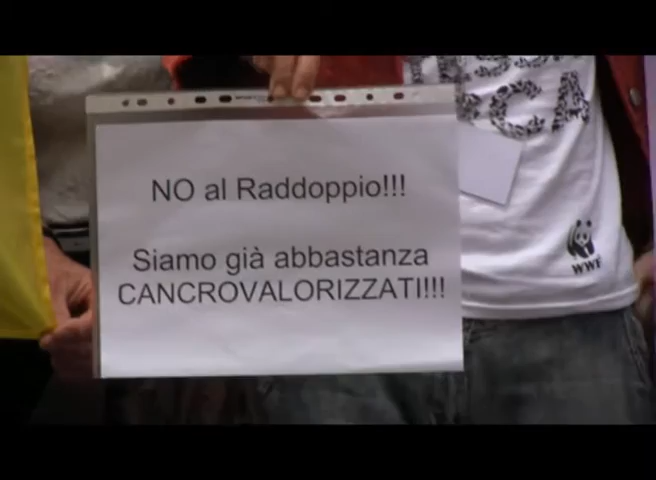 NO al Raddoppio!!!
Siamo già abbastanza
CANCROVALORIZZATI!!!
WWF